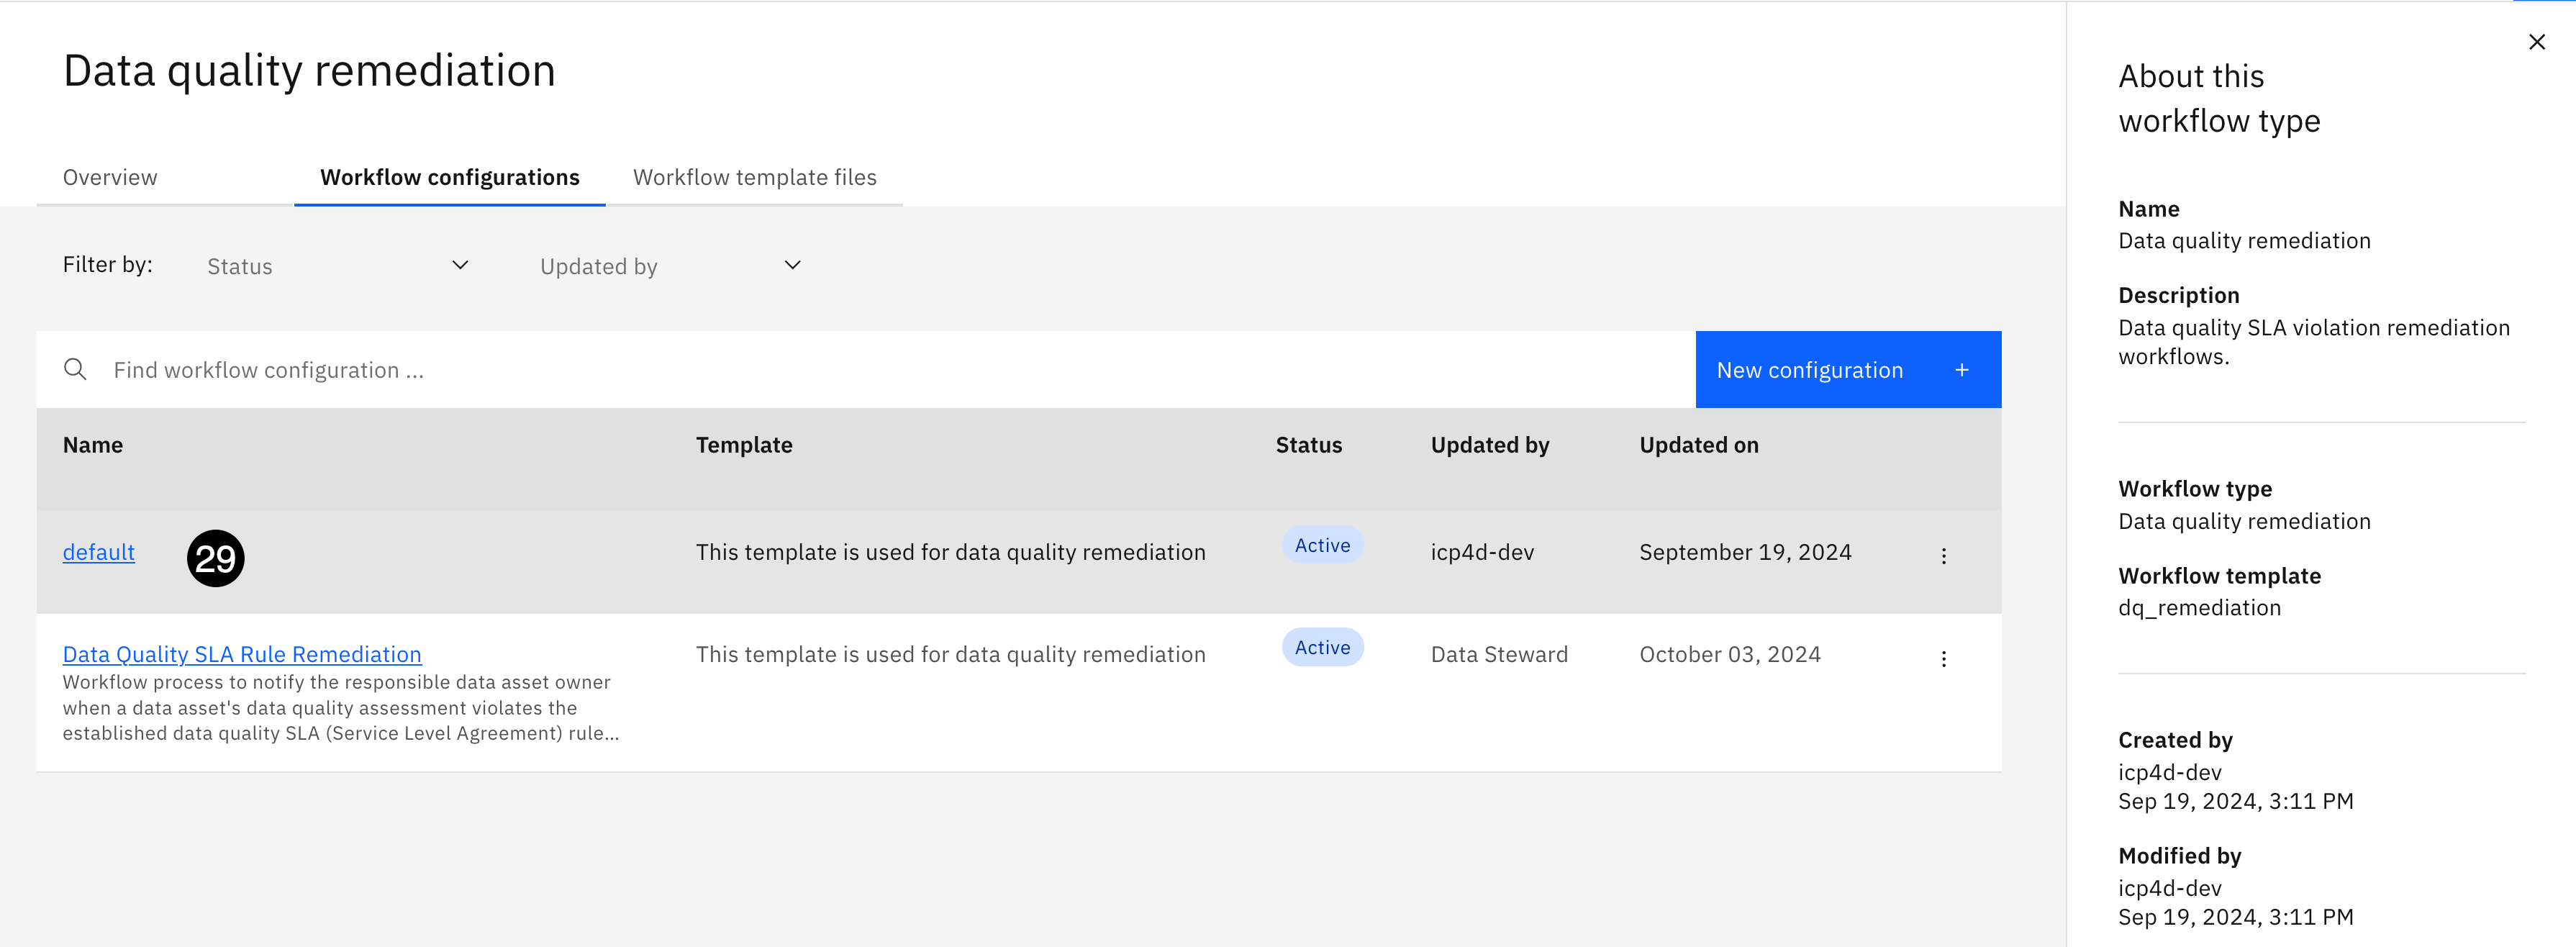 Data quality remediation
Overview
Workflow configurations
Workflow template files
Filter by:
Status
Updated by
Find workflow configuration ...
New configuration +
Name Template Status Updated by Updated on
default 29 This template is used for data quality remediation Active icp4d-dev September 19, 2024
Data Quality SLA Rule Remediation This template is used for data quality remediation Active Data Steward October 03, 2024
Workflow process to notify the responsible data asset owner
when a data asset's data quality assessment violates the
established data quality SLA (Service Level Agreement) rule...
About this
workflow type
Name
Data quality remediation
Description
Data quality SLA violation remediation
workflows.
Workflow type
Data quality remediation
Workflow template
dq_remediation
Created by
icp4d-dev
Sep 19, 2024, 3:11 PM
Modified by
icp4d-dev
Sep 19, 2024, 3:11 PM